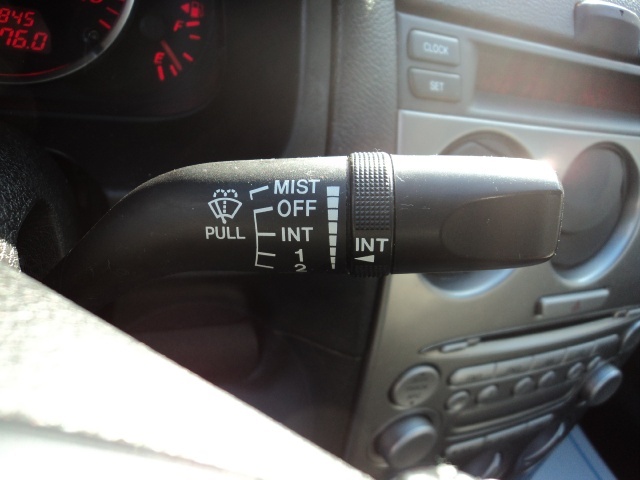 845
76.0
F
E
CLOCK
SET
MIST
OFF
PULL
INT
INT
1
2